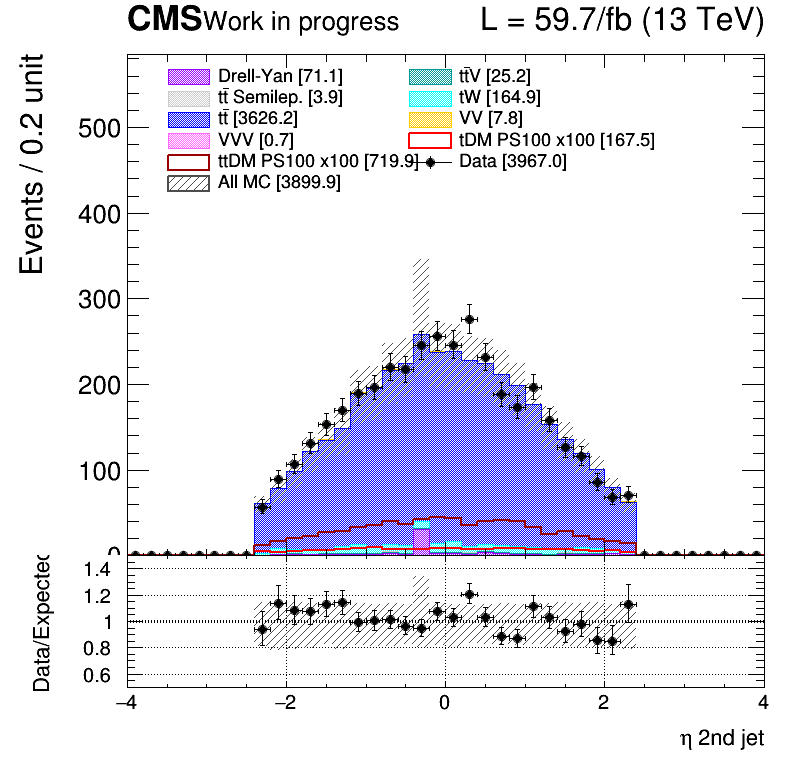 CMS Work in progress L = 59.7/fb (13 TeV)
Events / 0.2 unit
Drell-Yan [71.1] tt̄V [25.2]
tt̄ Semilep. [3.9] tW [164.9]
tt̄ [3626.2] VV [7.8]
VVV [0.7] tDM PS100 x100 [167.5]
ttDM PS100 x100 [719.9] Data [3967.0]
All MC [3899.9]
500
400
300
200
100
0
Data/Expected
1.4
1.2
1
0.8
0.6
−4 −2 0 2 4
η 2nd jet